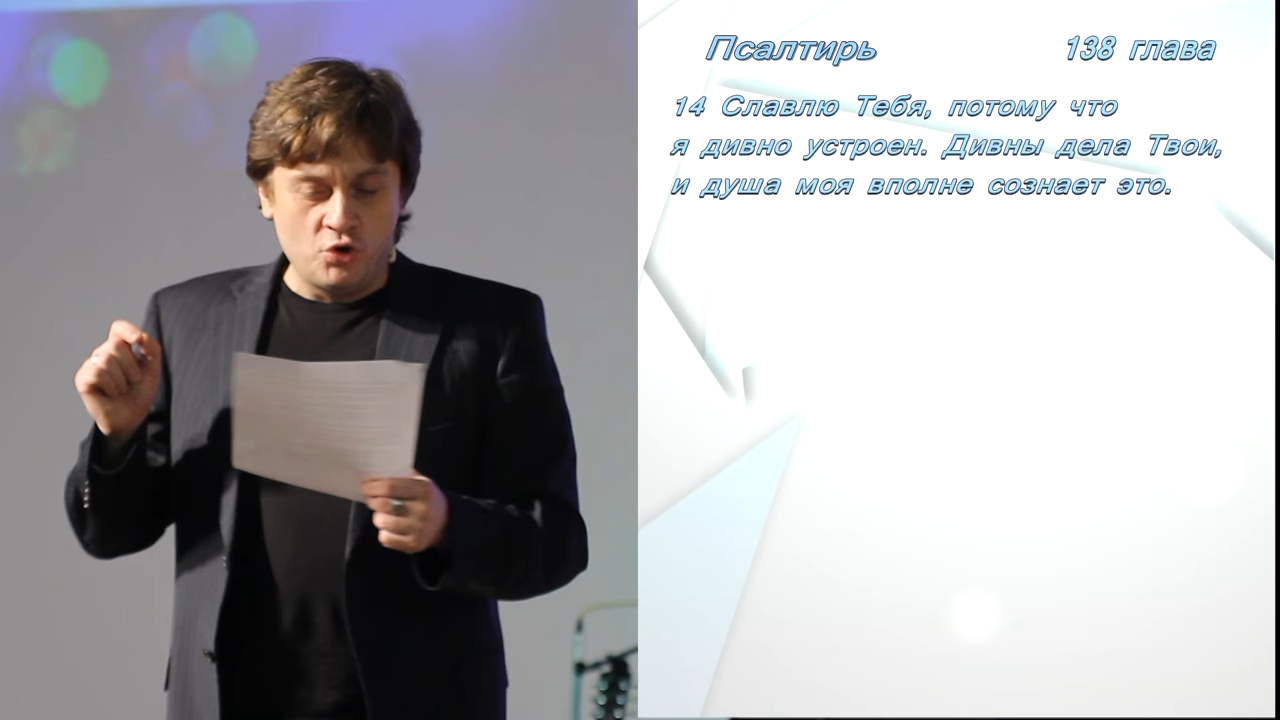 Псалтирь 138 глава
14 Славлю Тебя, потому что
я дивно устроен. Дивны дела Твои,
и душа моя вполне сознает это.